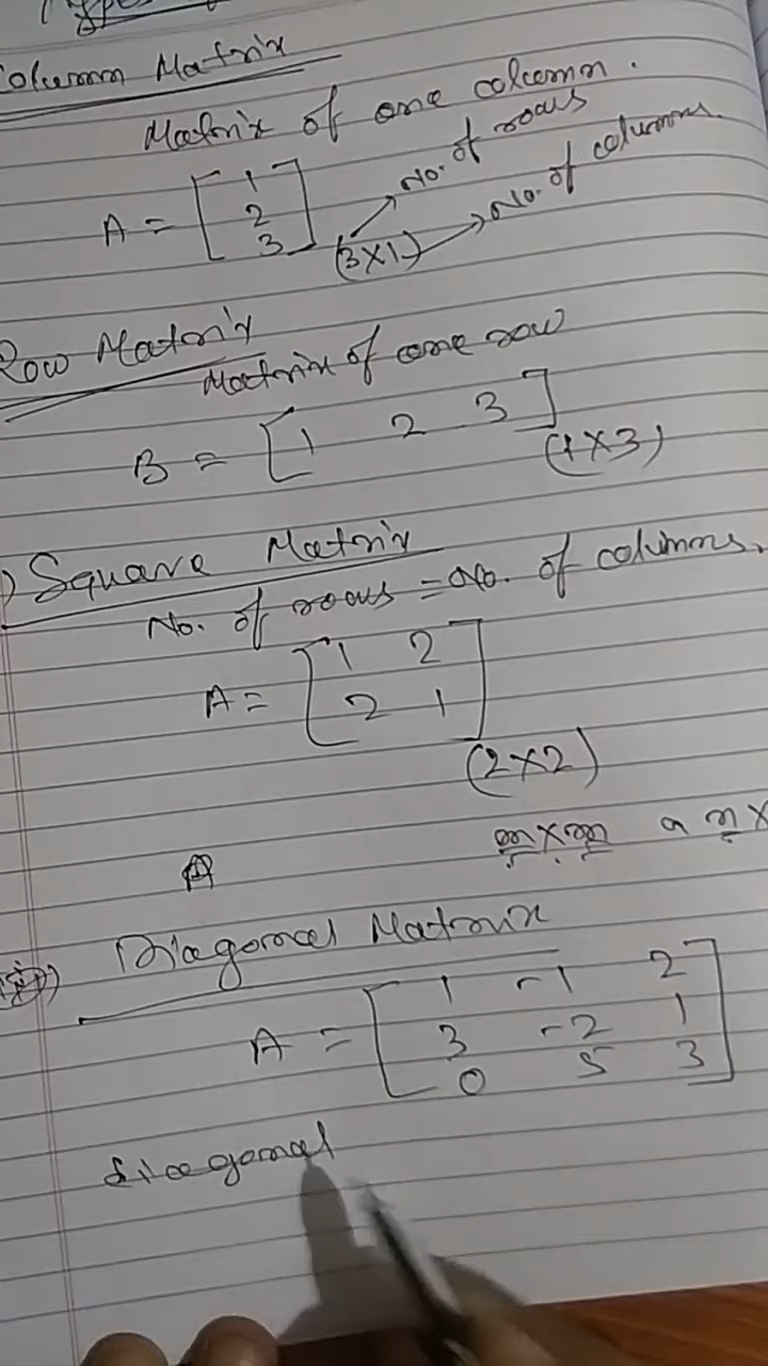 Types
Column Matrix
Matrix of one column.
A = [1
2
3] (3×1)
No. of rows
No. of columns.
Row Matrix
Matrix of one row
B = [1 2 3] (1×3)
Square Matrix
No. of rows = No. of columns.
A = [1 2
2 1] (2×2)
A
m×m n×
Diagonal Matrix
A = [1 -1 2
3 -2 1
0 5 3]
diagonal